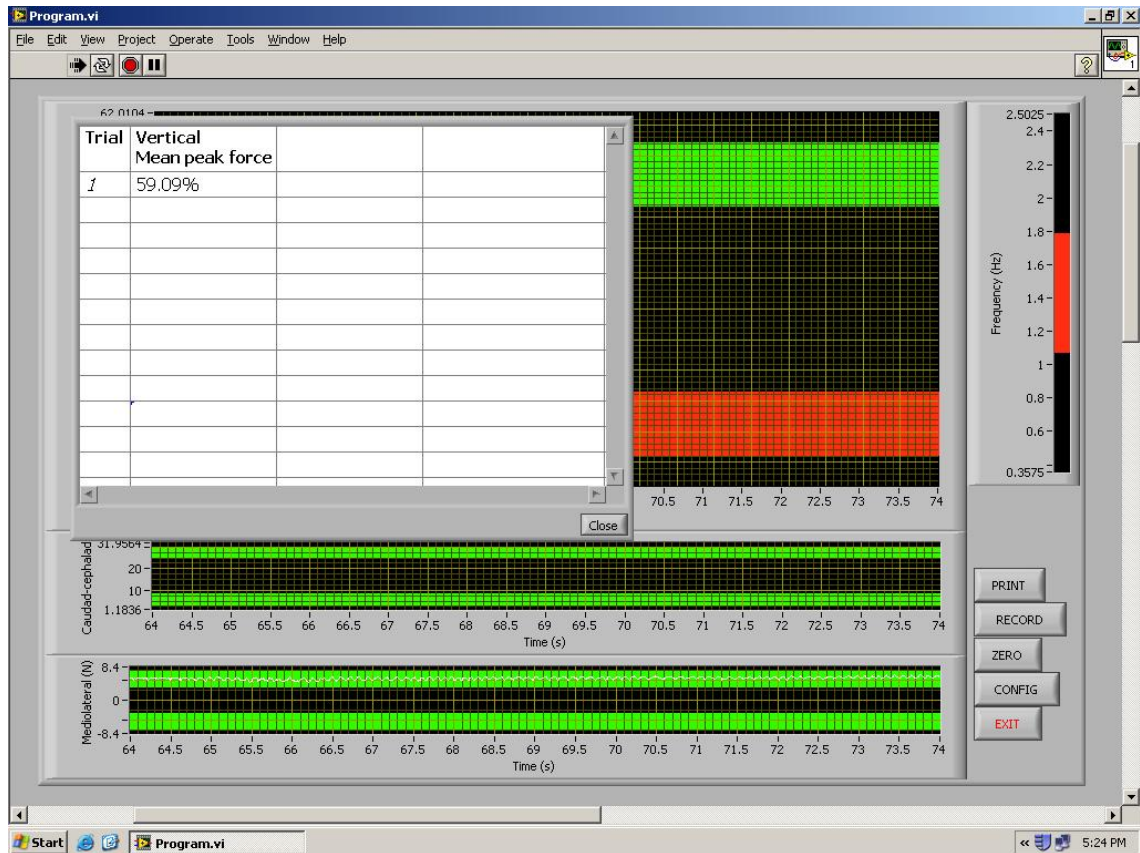 Program.vi
File Edit View Project Operate Tools Window Help
1
62.0104
Trial Vertical
Mean peak force
1 59.09%
Close
70.5 71 71.5 72 72.5 73 73.5 74
2.5025
2.4
2.2
2
1.8
1.6
1.4
1.2
1
0.8
0.6
0.3575
Frequency (Hz)
Caudad-cephalad
31.9564
20
10
1.1836
64 64.5 65 65.5 66 66.5 67 67.5 68 68.5 69 69.5 70 70.5 71 71.5 72 72.5 73 73.5 74
Time (s)
Mediolateral (N)
8.4
0
-8.4
64 64.5 65 65.5 66 66.5 67 67.5 68 68.5 69 69.5 70 70.5 71 71.5 72 72.5 73 73.5 74
Time (s)
PRINT
RECORD
ZERO
CONFIG
EXIT
Start Program.vi 5:24 PM